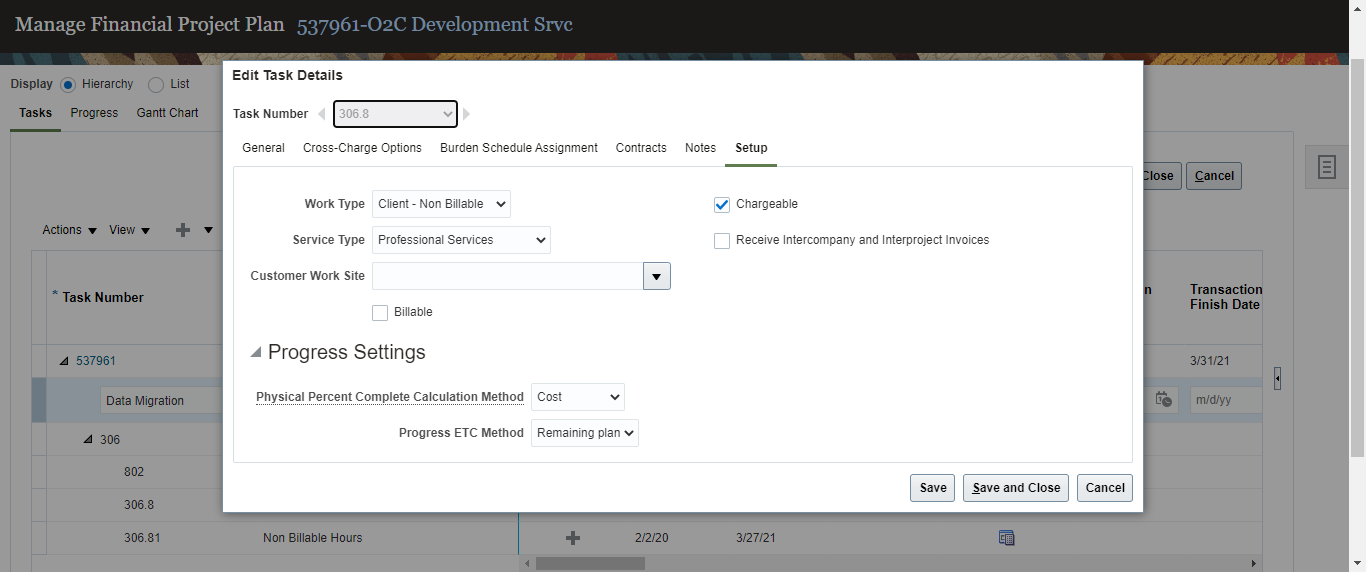 Manage Financial Project Plan 537961-O2C Development Srvc
Display Hierarchy List
Tasks Progress Gantt Chart
Actions View
* Task Number
537961
Data Migration
306
802
306.8
306.81 Non Billable Hours 2/2/20 3/27/21
Edit Task Details
Task Number 306.8
General Cross-Charge Options Burden Schedule Assignment Contracts Notes Setup
Work Type Client - Non Billable Chargeable
Service Type Professional Services Receive Intercompany and Interproject Invoices
Customer Work Site
Billable
Progress Settings
Physical Percent Complete Calculation Method Cost
Progress ETC Method Remaining plan
Save Save and Close Cancel
Close Cancel
n Transaction
Finish Date
3/31/21
m/d/yy